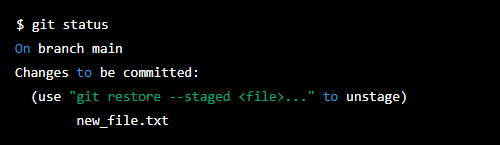 $ git status
On branch main
Changes to be committed:
(use "git restore --staged <file>..." to unstage)
new_file.txt